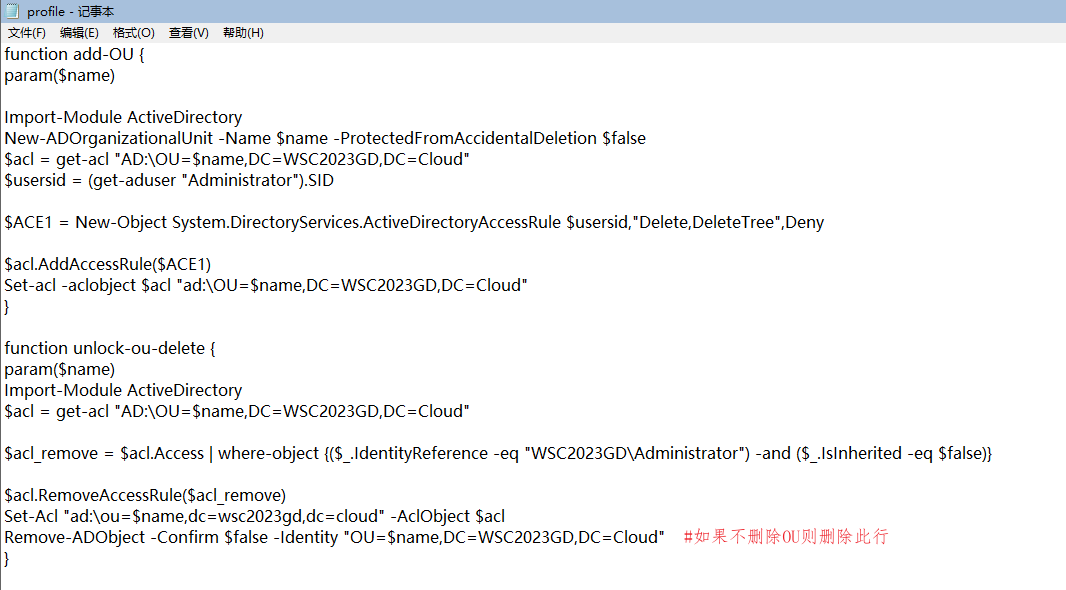 profile - 记事本
文件(F) 编辑(E) 格式(O) 查看(V) 帮助(H)
function add-OU {
param($name)
Import-Module ActiveDirectory
New-ADOrganizationalUnit -Name $name -ProtectedFromAccidentalDeletion $false
$acl = get-acl "AD:\OU=$name,DC=WSC2023GD,DC=Cloud"
$usersid = (get-aduser "Administrator").SID
$ACE1 = New-Object System.DirectoryServices.ActiveDirectoryAccessRule $usersid,"Delete,DeleteTree",Deny
$acl.AddAccessRule($ACE1)
Set-acl -aclobject $acl "ad:\OU=$name,DC=WSC2023GD,DC=Cloud"
}
function unlock-ou-delete {
param($name)
Import-Module ActiveDirectory
$acl = get-acl "AD:\OU=$name,DC=WSC2023GD,DC=Cloud"
$acl_remove = $acl.Access | where-object {($_.IdentityReference -eq "WSC2023GD\Administrator") -and ($_.IsInherited -eq $false)}
$acl.RemoveAccessRule($acl_remove)
Set-Acl "ad:\ou=$name,dc=wsc2023gd,dc=cloud" -AclObject $acl
Remove-ADObject -Confirm $false -Identity "OU=$name,DC=WSC2023GD,DC=Cloud" #如果不删除OU则删除此行
}